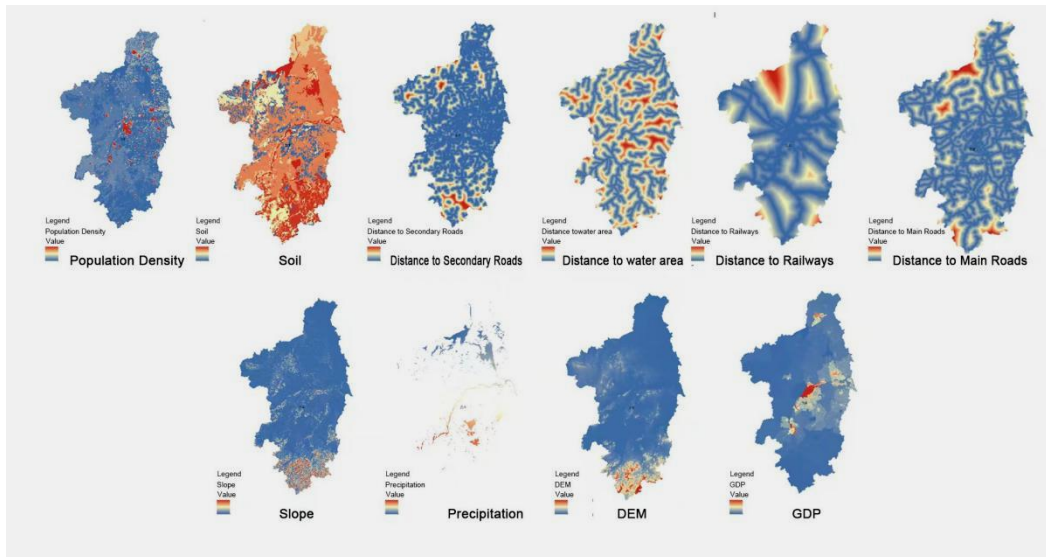 Legend
Population Density
Value
Population Density
Legend
Soil
Value
Soil
Legend
Distance to Secondary Roads
Value
Distance to Secondary Roads
Legend
Distance towater area
Value
Distance to water area
Legend
Distance to Railways
Value
Distance to Railways
Legend
Distance to Main Roads
Value
Distance to Main Roads
Legend
Slope
Value
Slope
Legend
Precipitation
Value
Precipitation
Legend
DEM
Value
DEM
Legend
GDP
Value
GDP